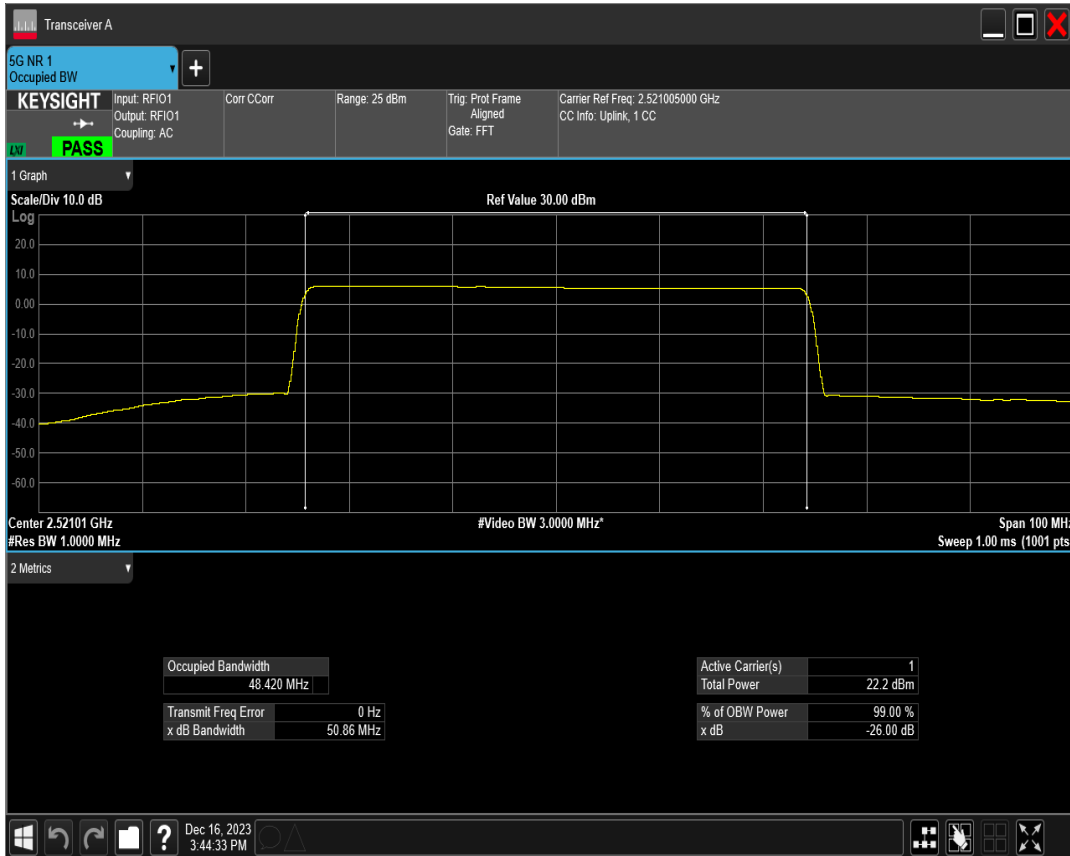 Transceiver A
5G NR 1
Occupied BW
KEYSIGHT
LXI
PASS
Input: RFIO1
Output: RFIO1
Coupling: AC
Corr CCorr
Range: 25 dBm
Trig: Prot Frame
Aligned
Gate: FFT
Carrier Ref Freq: 2.521005000 GHz
CC Info: Uplink, 1 CC
1 Graph
Scale/Div 10.0 dB
Ref Value 30.00 dBm
Log
20.0
10.0
0.00
-10.0
-20.0
-30.0
-40.0
-50.0
-60.0
Center 2.52101 GHz
#Video BW 3.0000 MHz*
Span 100 MHz
#Res BW 1.0000 MHz
Sweep 1.00 ms (1001 pts
2 Metrics
Occupied Bandwidth
48.420 MHz
Transmit Freq Error 0 Hz
x dB Bandwidth 50.86 MHz
Active Carrier(s) 1
Total Power 22.2 dBm
% of OBW Power 99.00 %
x dB -26.00 dB
Dec 16, 2023
3:44:33 PM